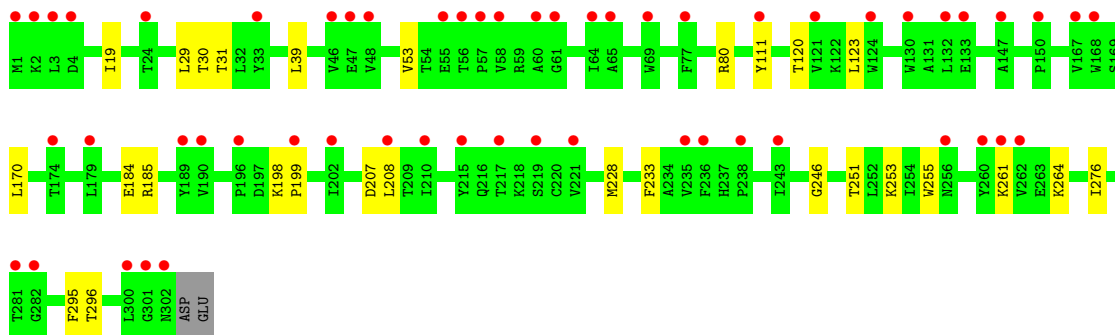 M1 K2 L3 D4 I19 T24 L29 T30 T31 L32 Y33 L39 V46 E47 V48 V53 T54 E55 T56 P57 V58 R59 A60 G61 I64 A65 W69 F77 R80 Y111 T120 V121 K122 L123 W124 W130 A131 L132 E133 A147 P150 V167 W168 S169
L170 T174 L179 E184 R185 Y189 V190 P196 D197 K198 P199 I202 D207 L208 T209 I210 Y215 Q216 T217 K218 S219 C220 V221 M228 F233 A234 V235 F236 H237 P238 I243 G246 T251 L252 K253 I254 W255 N256 Y260 K261 V262 E263 K264 I276
T281 G282 F295 T296 L300 G301 N302 ASP GLU